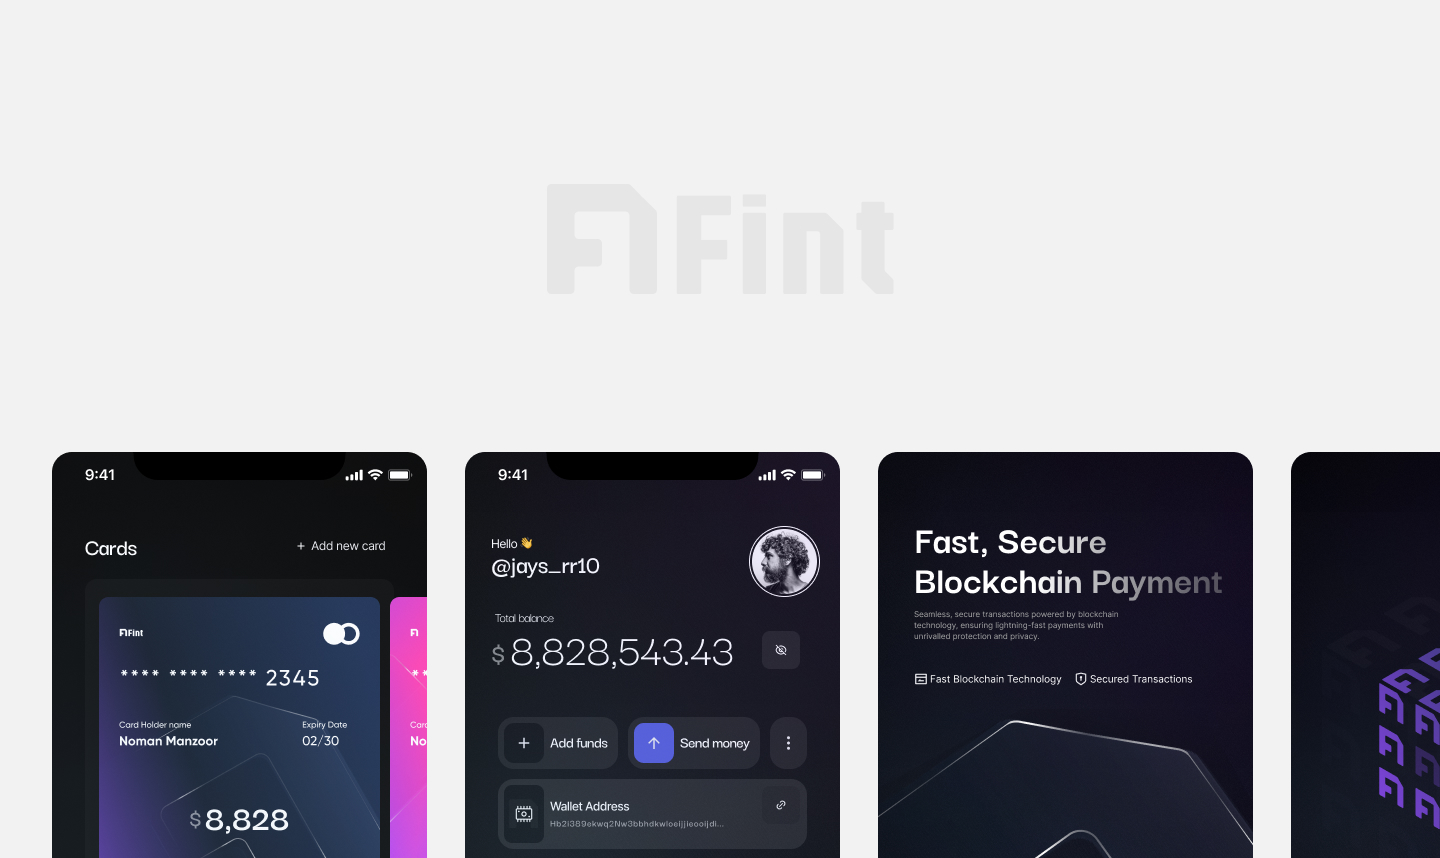 Fint
9:41
Cards
+ Add new card
Fint
**** **** **** 2345
Card Holder name
Expiry Date
Noman Manzoor
02/30
$8,828
**
Card
No
9:41
Hello 👋
@jays_rr10
Total balance
$8,828,543.43
Add funds
Send money
Wallet Address
Hb2i389ekwq2Nw3bbhdkwloeijjieooijdi...
Fast, Secure
Blockchain Payment
Seamless, secure transactions powered by blockchain
technology, ensuring lightning-fast payments with
unrivalled protection and privacy.
Fast Blockchain Technology
Secured Transactions